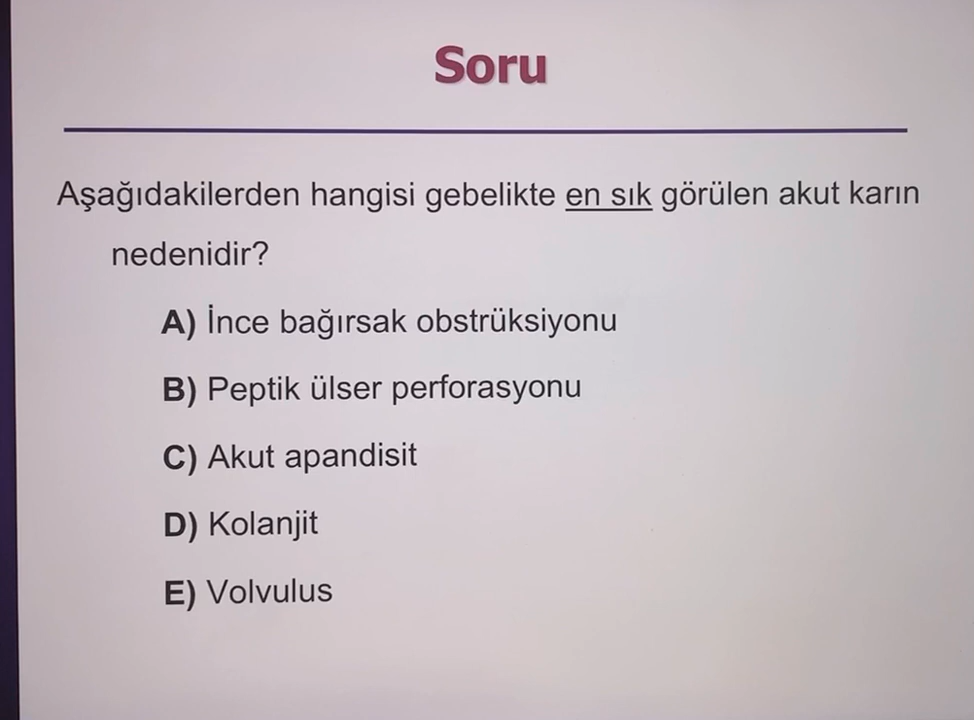 Soru
Aşağıdakilerden hangisi gebelikte en sık görülen akut karın
nedenidir?
A) İnce bağırsak obstrüksiyonu
B) Peptik ülser perforasyonu
C) Akut apandisit
D) Kolanjit
E) Volvulus